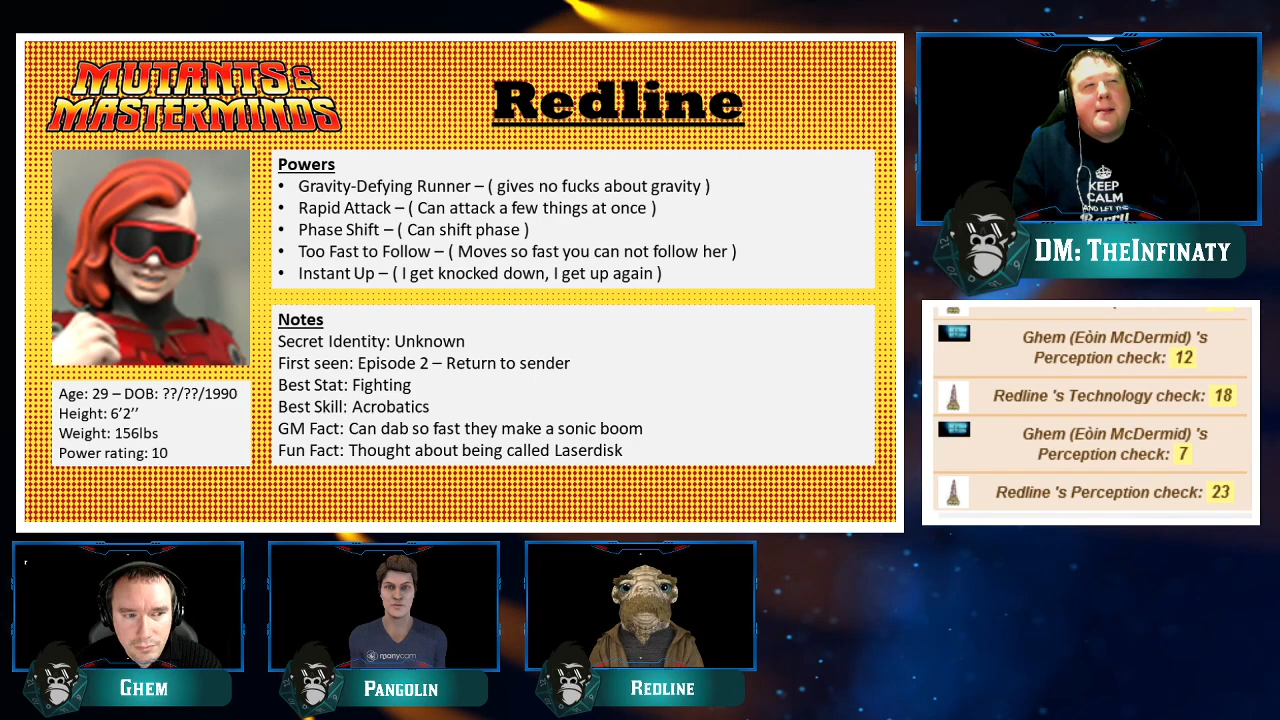 MUTANTS &
MASTERMINDS
Redline
Powers
• Gravity-Defying Runner – ( gives no fucks about gravity )
• Rapid Attack – ( Can attack a few things at once )
• Phase Shift – ( Can shift phase )
• Too Fast to Follow – ( Moves so fast you can not follow her )
• Instant Up – ( I get knocked down, I get up again )
Notes
Secret Identity: Unknown
First seen: Episode 2 – Return to sender
Best Stat: Fighting
Best Skill: Acrobatics
GM Fact: Can dab so fast they make a sonic boom
Fun Fact: Thought about being called Laserdisk
Age: 29 – DOB: ??/??/1990
Height: 6’2’’
Weight: 156lbs
Power rating: 10
KEEP
CALM
AND LET THE
Berry
DM: TheInfinaty
Ghem (Eòin McDermid) 's
Perception check: 12
Redline 's Technology check: 18
Ghem (Eòin McDermid) 's
Perception check: 7
Redline 's Perception check: 23
manycam
Ghem
Pangolin
Redline